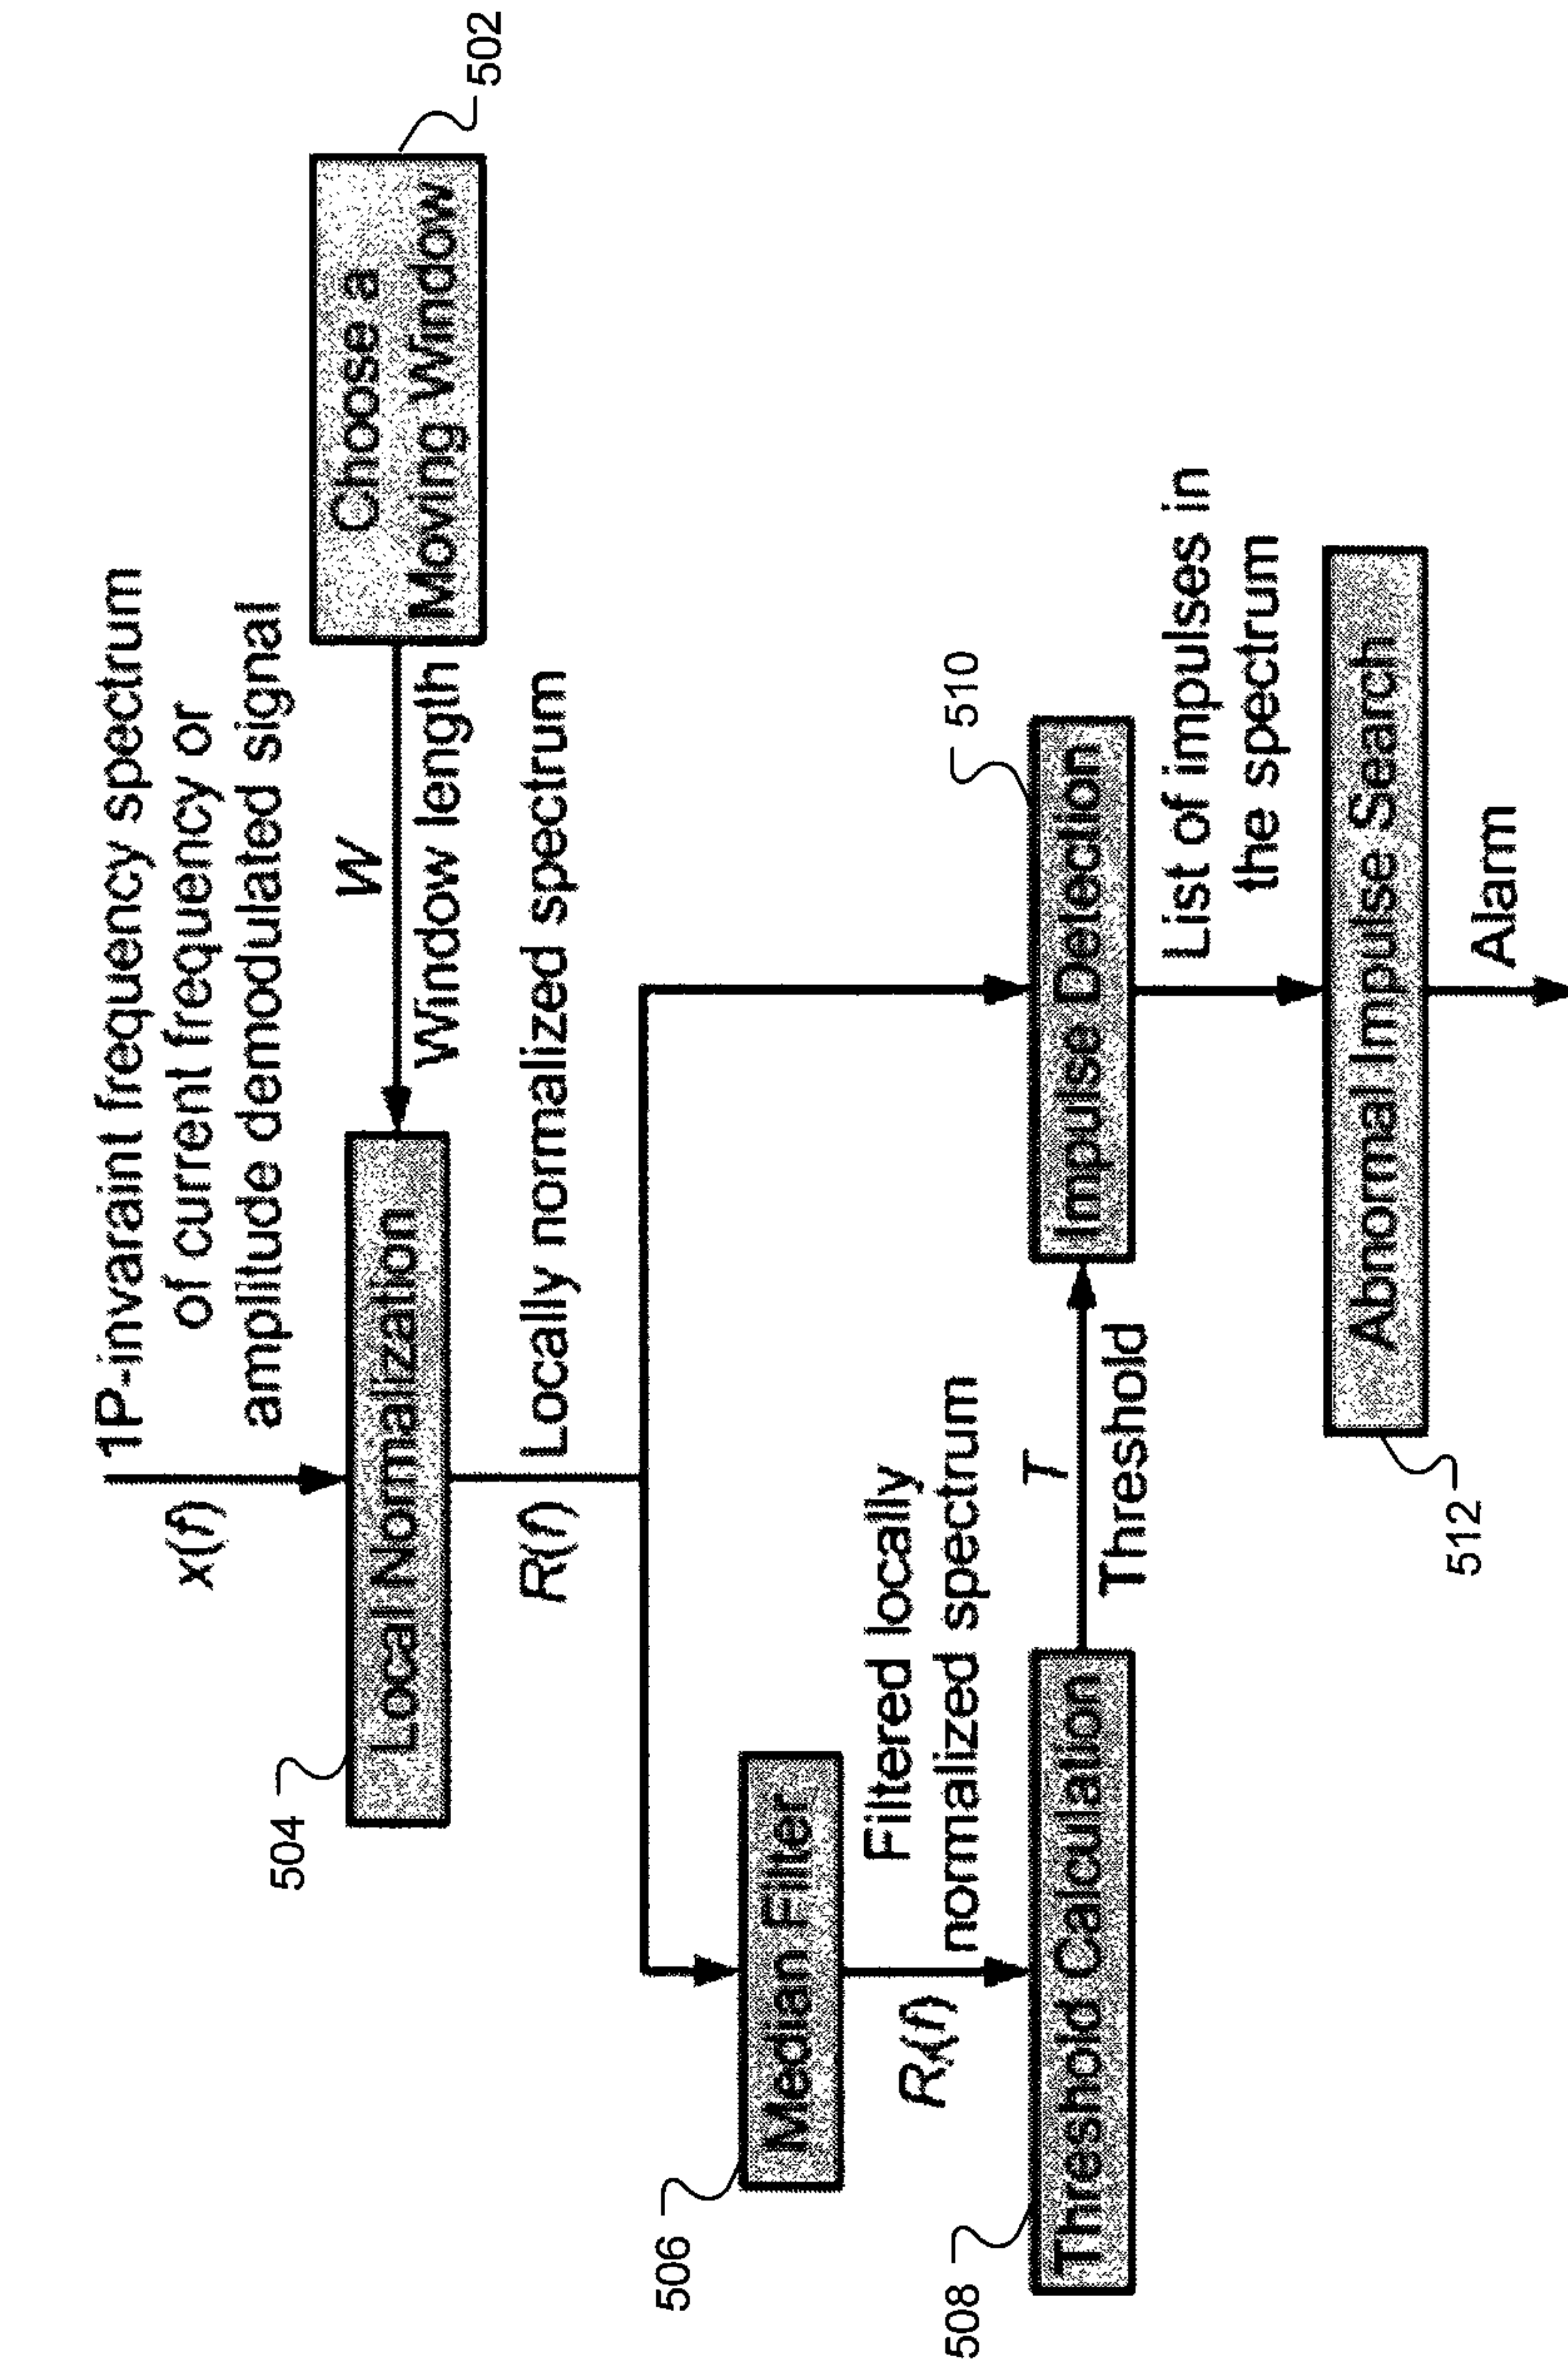 1P-invaraint frequency spectrum
of current frequency or
amplitude demodulated signal
x(f)
502
Choose a
Moving Window
W
Window length
504
Local Normalization
R(f)
Locally normalized spectrum
506
Median Filter
Filtered locally
normalized spectrum
508
Threshold Calculation
T
Threshold
510
Impulse Detection
List of impulses in
the spectrum
512
Abnormal Impulse Search
Alarm